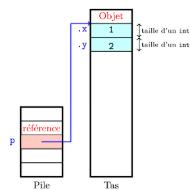 Objet
.x 1 taille d'un int
.y 2 taille d'un int
référence
p
Pile Tas